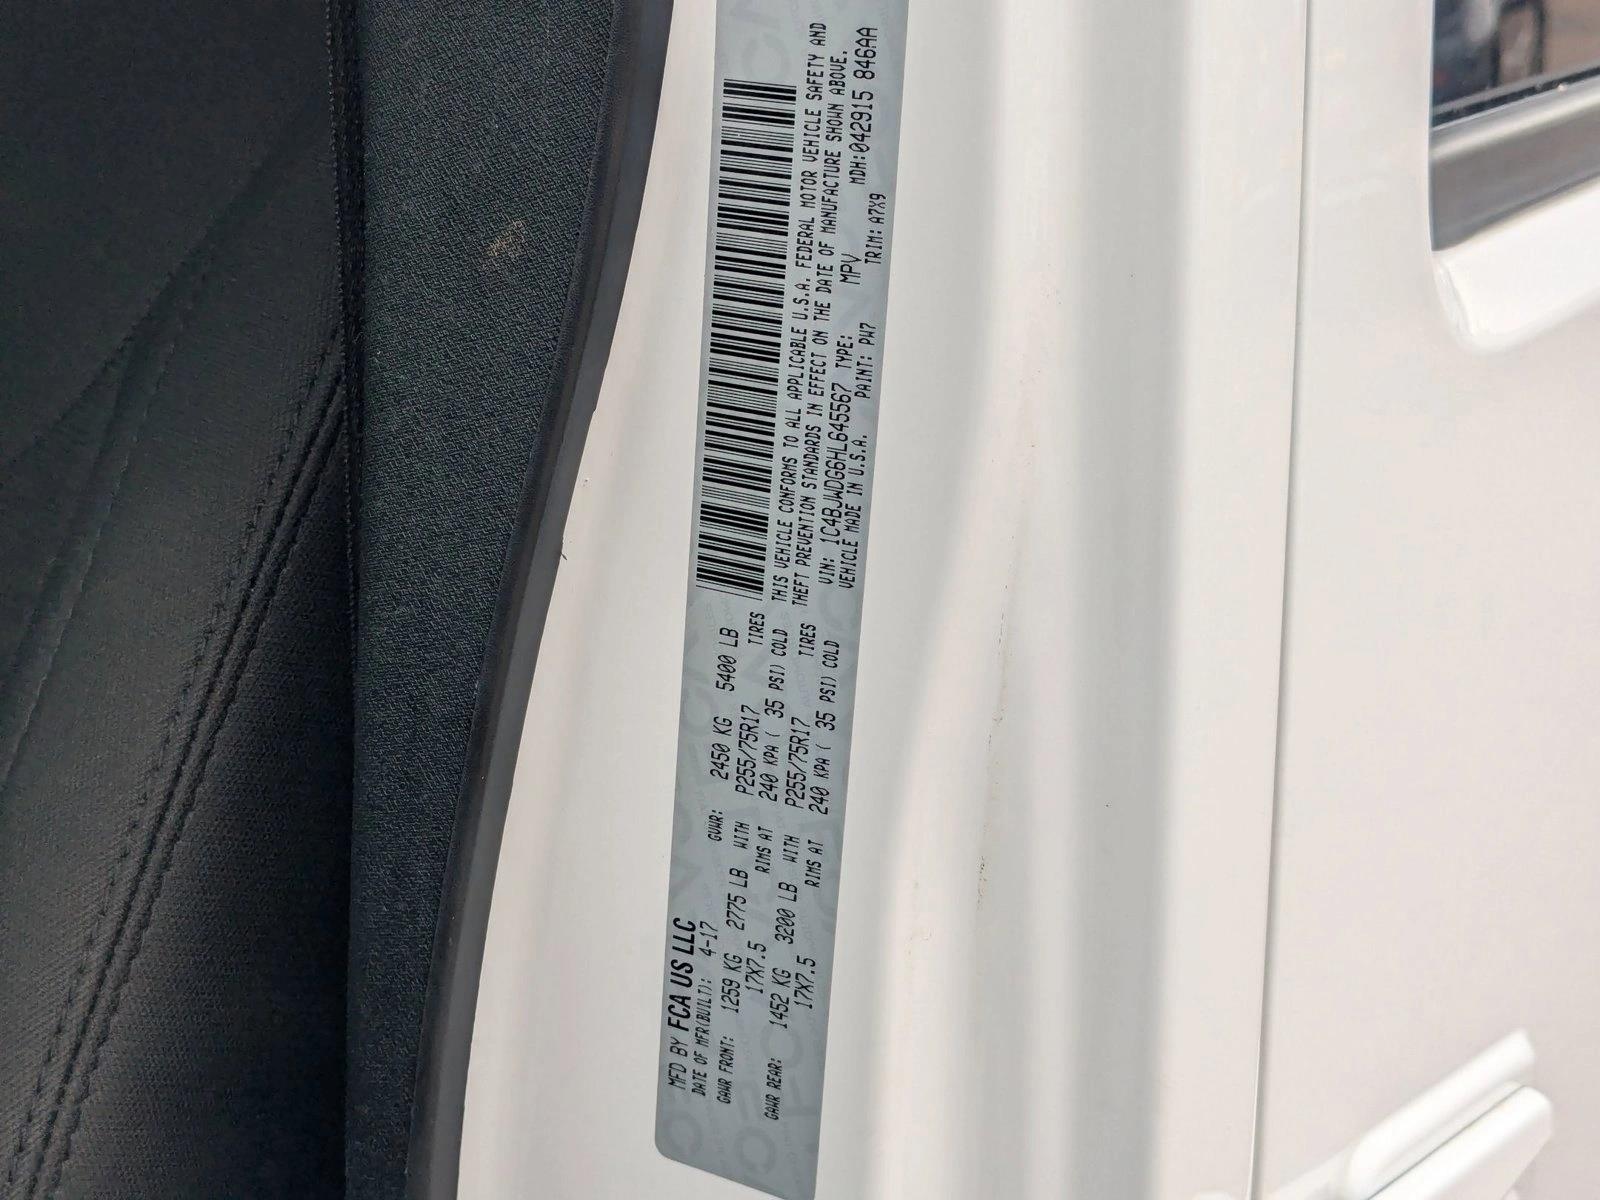 MFD BY FCA US LLC
DATE OF MFR(BUILT): 4-17 GVWR: 2450 KG 5400 LB
GAWR FRONT: 1259 KG 2775 LB WITH P255/75R17 TIRES
17X7.5 RIMS AT 240 KPA ( 35 PSI) COLD
GAWR REAR: 1452 KG 3200 LB WITH P255/75R17 TIRES
17X7.5 RIMS AT 240 KPA ( 35 PSI) COLD
THIS VEHICLE CONFORMS TO ALL APPLICABLE U.S.A. FEDERAL MOTOR VEHICLE SAFETY AND
THEFT PREVENTION STANDARDS IN EFFECT ON THE DATE OF MANUFACTURE SHOWN ABOVE.
VIN: 1C4BJWDG6HL645567 TYPE: MPV MDH:042915 846AA
VEHICLE MADE IN U.S.A. PAINT: PW7 TRIM: A7X9